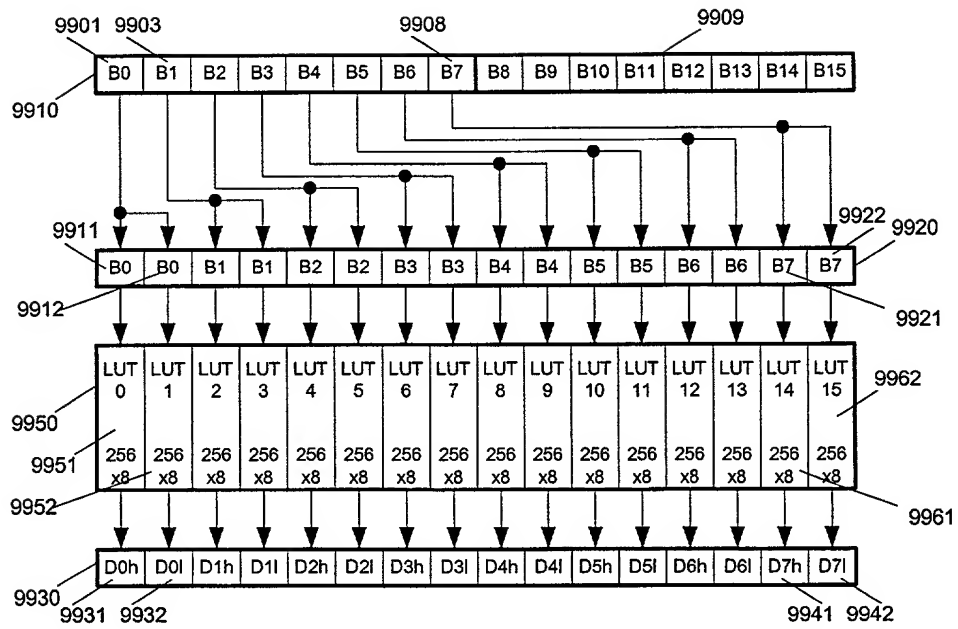 9901 9903 9908 9909
B0 B1 B2 B3 B4 B5 B6 B7 B8 B9 B10 B11 B12 B13 B14 B15
9910
9911 9922 9920
B0 B0 B1 B1 B2 B2 B3 B3 B4 B4 B5 B5 B6 B6 B7 B7
9912 9921
LUT LUT LUT LUT LUT LUT LUT LUT LUT LUT LUT LUT LUT LUT LUT LUT
0 1 2 3 4 5 6 7 8 9 10 11 12 13 14 15
9950 9962
256 256 256 256 256 256 256 256 256 256 256 256 256 256 256 256
9951
x8 x8 x8 x8 x8 x8 x8 x8 x8 x8 x8 x8 x8 x8 x8 x8
9952 9961
D0h D0l D1h D1l D2h D2l D3h D3l D4h D4l D5h D5l D6h D6l D7h D7l
9930
9931 9932 9941 9942